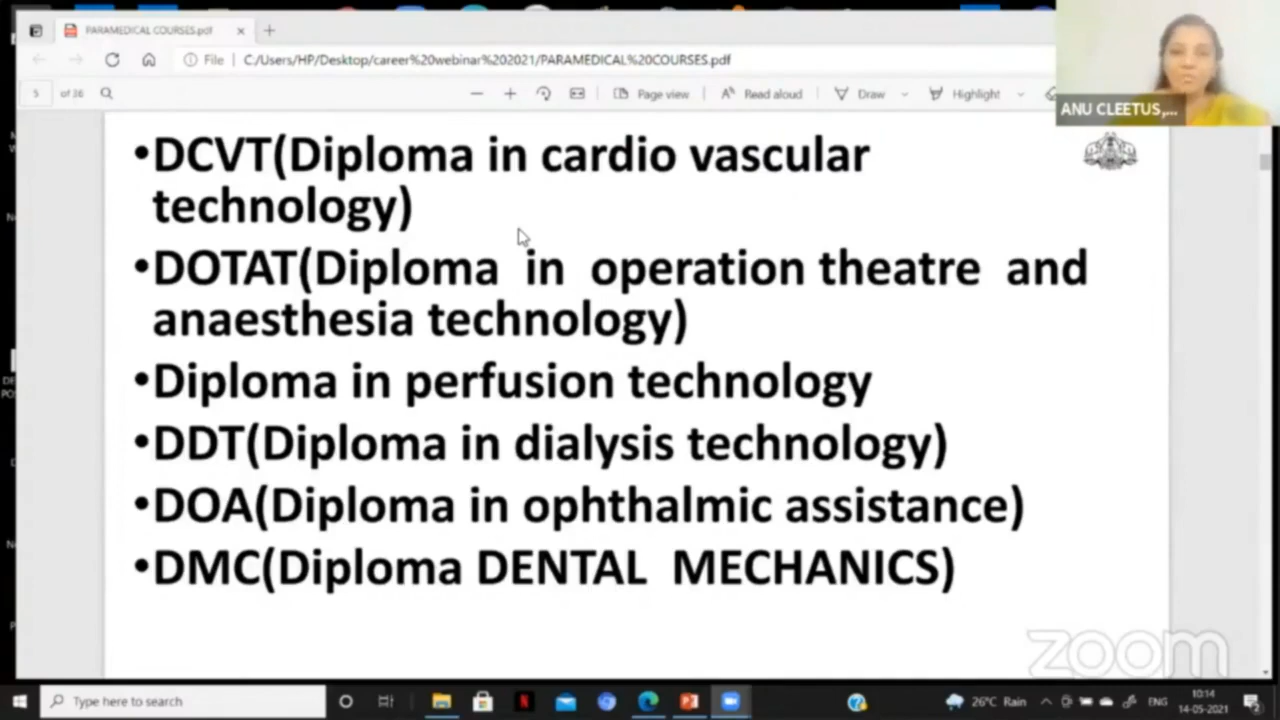 PARAMEDICAL COURSES.pdf
File C:/Users/HP/Desktop/career%20webinar%202021/PARAMEDICAL%20COURSES.pdf
5 of 36 Page view Read aloud Draw Highlight
ANU CLEETUS,...
•DCVT(Diploma in cardio vascular
technology)
•DOTAT(Diploma in operation theatre and
anaesthesia technology)
•Diploma in perfusion technology
•DDT(Diploma in dialysis technology)
•DOA(Diploma in ophthalmic assistance)
•DMC(Diploma DENTAL MECHANICS)
zoom
Type here to search
26°C Rain ENG 10:14
14-05-2021